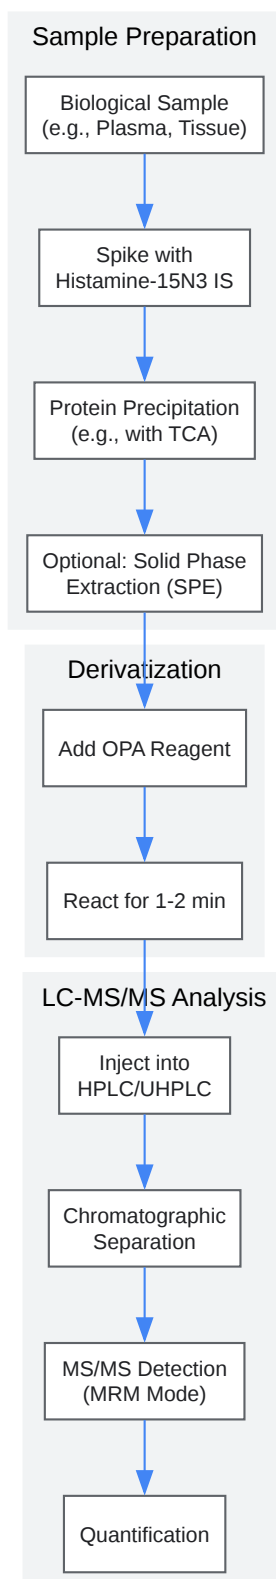 Sample Preparation
Biological Sample
(e.g., Plasma, Tissue)
Spike with
Histamine-15N3 IS
Protein Precipitation
(e.g., with TCA)
Optional: Solid Phase
Extraction (SPE)
Derivatization
Add OPA Reagent
React for 1-2 min
LC-MS/MS Analysis
Inject into
HPLC/UHPLC
Chromatographic
Separation
MS/MS Detection
(MRM Mode)
Quantification